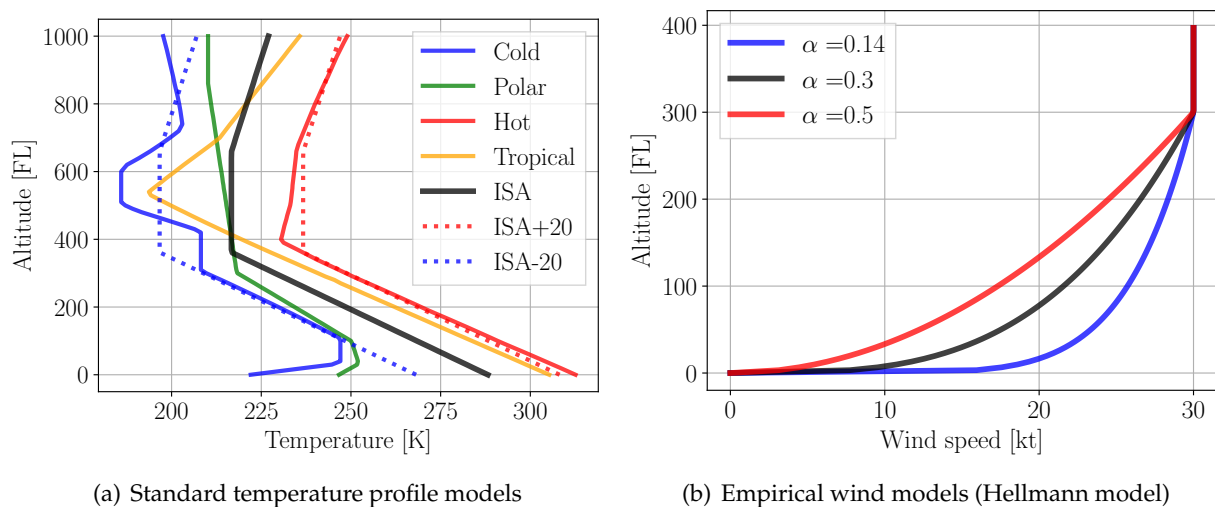 1000
800
600
400
200
0
Altitude [FL]
200
225
250
275
300
Temperature [K]
Cold
Polar
Hot
Tropical
ISA
ISA+20
ISA-20
(a) Standard temperature profile models
400
300
200
100
0
Altitude [FL]
0
10
20
30
Wind speed [kt]
α =0.14
α =0.3
α =0.5
(b) Empirical wind models (Hellmann model)